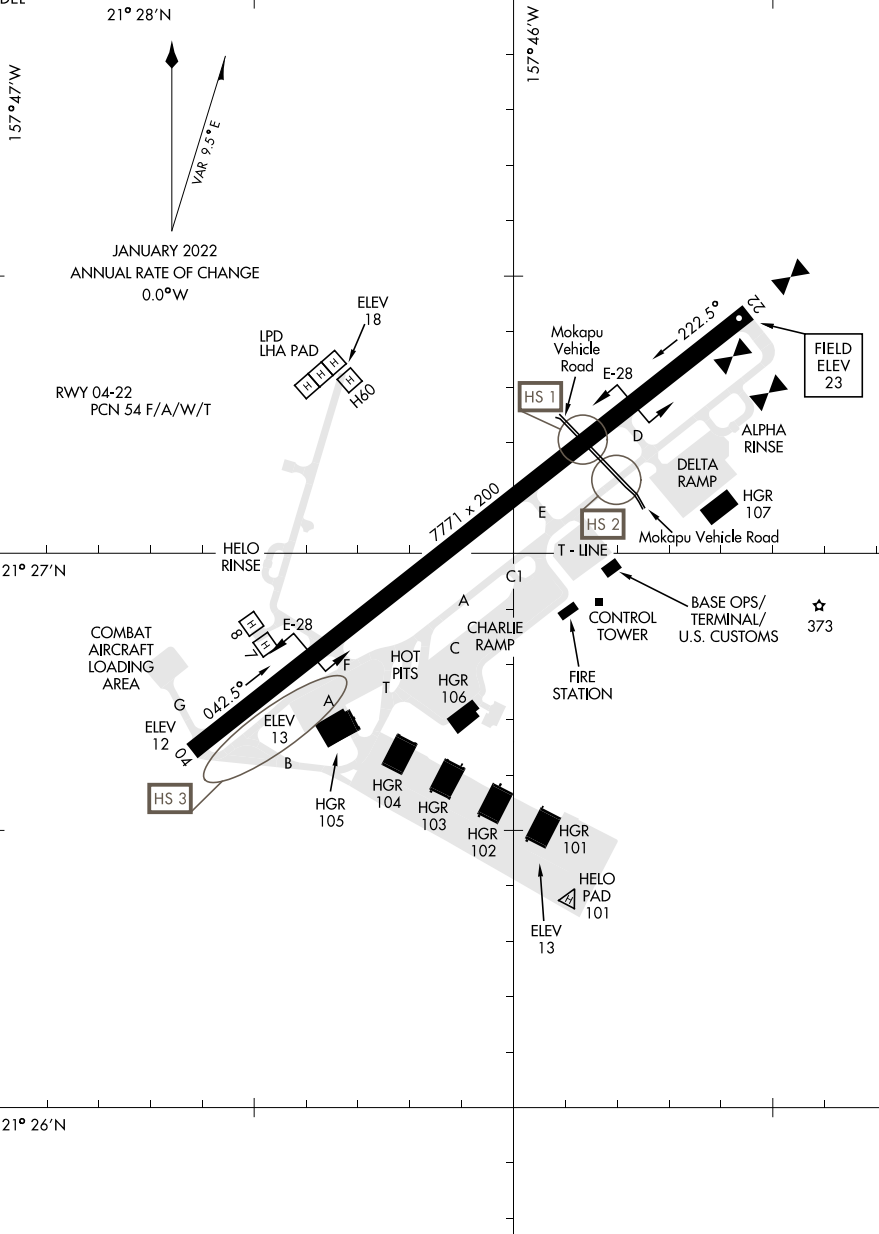 21° 28'N
157° 47'W
157° 46'W
VAR 9.5° E
JANUARY 2022
ANNUAL RATE OF CHANGE
0.0° W
ELEV
18
LPD
LHA PAD
H H H
H
H60
RWY 04-22
PCN 54 F/A/W/T
Mokapu
Vehicle
Road
222.5°
22
FIELD
ELEV
23
E-28
HS 1
D
ALPHA
RINSE
DELTA
RAMP
HGR
107
7771 x 200
E
HS 2
Mokapu Vehicle Road
HELO
RINSE
T - LINE
21° 27'N
C1
A
BASE OPS/
TERMINAL/
U.S. CUSTOMS
373
CONTROL
TOWER
FIRE
STATION
CHARLIE
RAMP
C
H
8
H
7
E-28
COMBAT
AIRCRAFT
LOADING
AREA
F
HOT
PITS
T
HGR
106
G
042.5°
A
ELEV
12
04
ELEV
13
B
HS 3
HGR
105
HGR
104
HGR
103
HGR
102
HGR
101
HELO
PAD
101
H
ELEV
13
21° 26'N